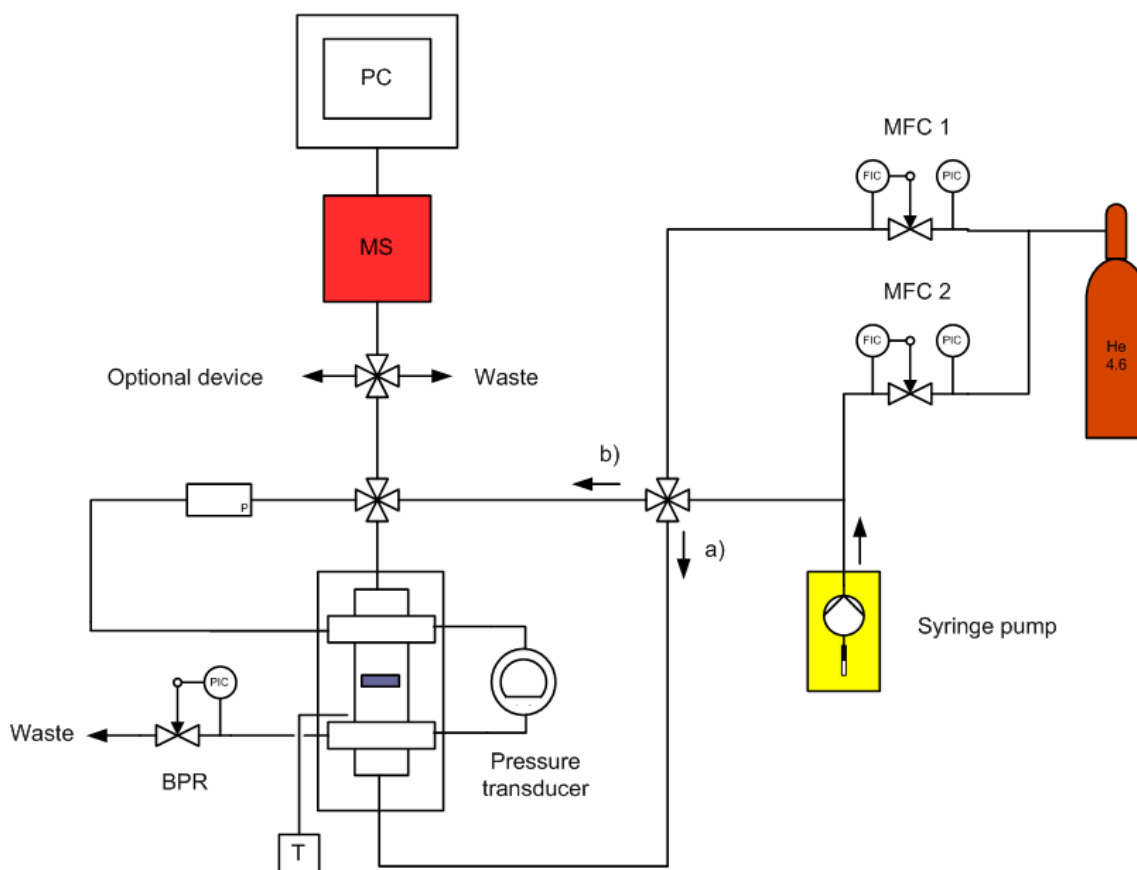 PC
MFC 1
FIC
PIC
MS
MFC 2
FIC
PIC
He
4.6
Optional device
Waste
b)
P
a)
Syringe pump
PIC
Waste
BPR
Pressure
transducer
T